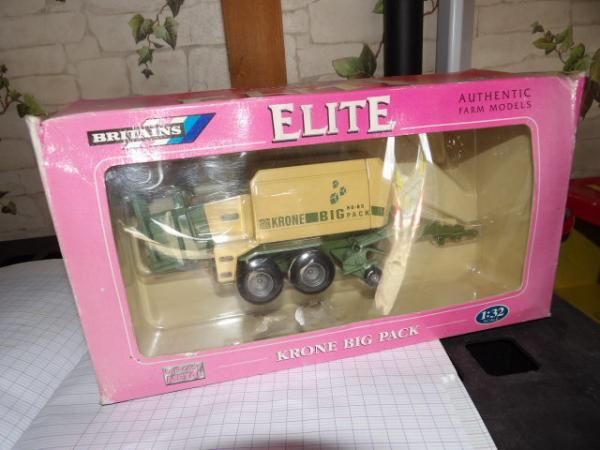 BRITAINS
ELITE
AUTHENTIC
FARM MODELS
KRONE BIG PACK
KRONE BIG PACK
1:32